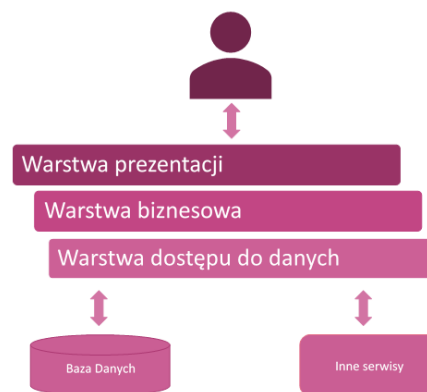 Warstwa prezentacji
Warstwa biznesowa
Warstwa dostępu do danych
Baza Danych
Inne serwisy